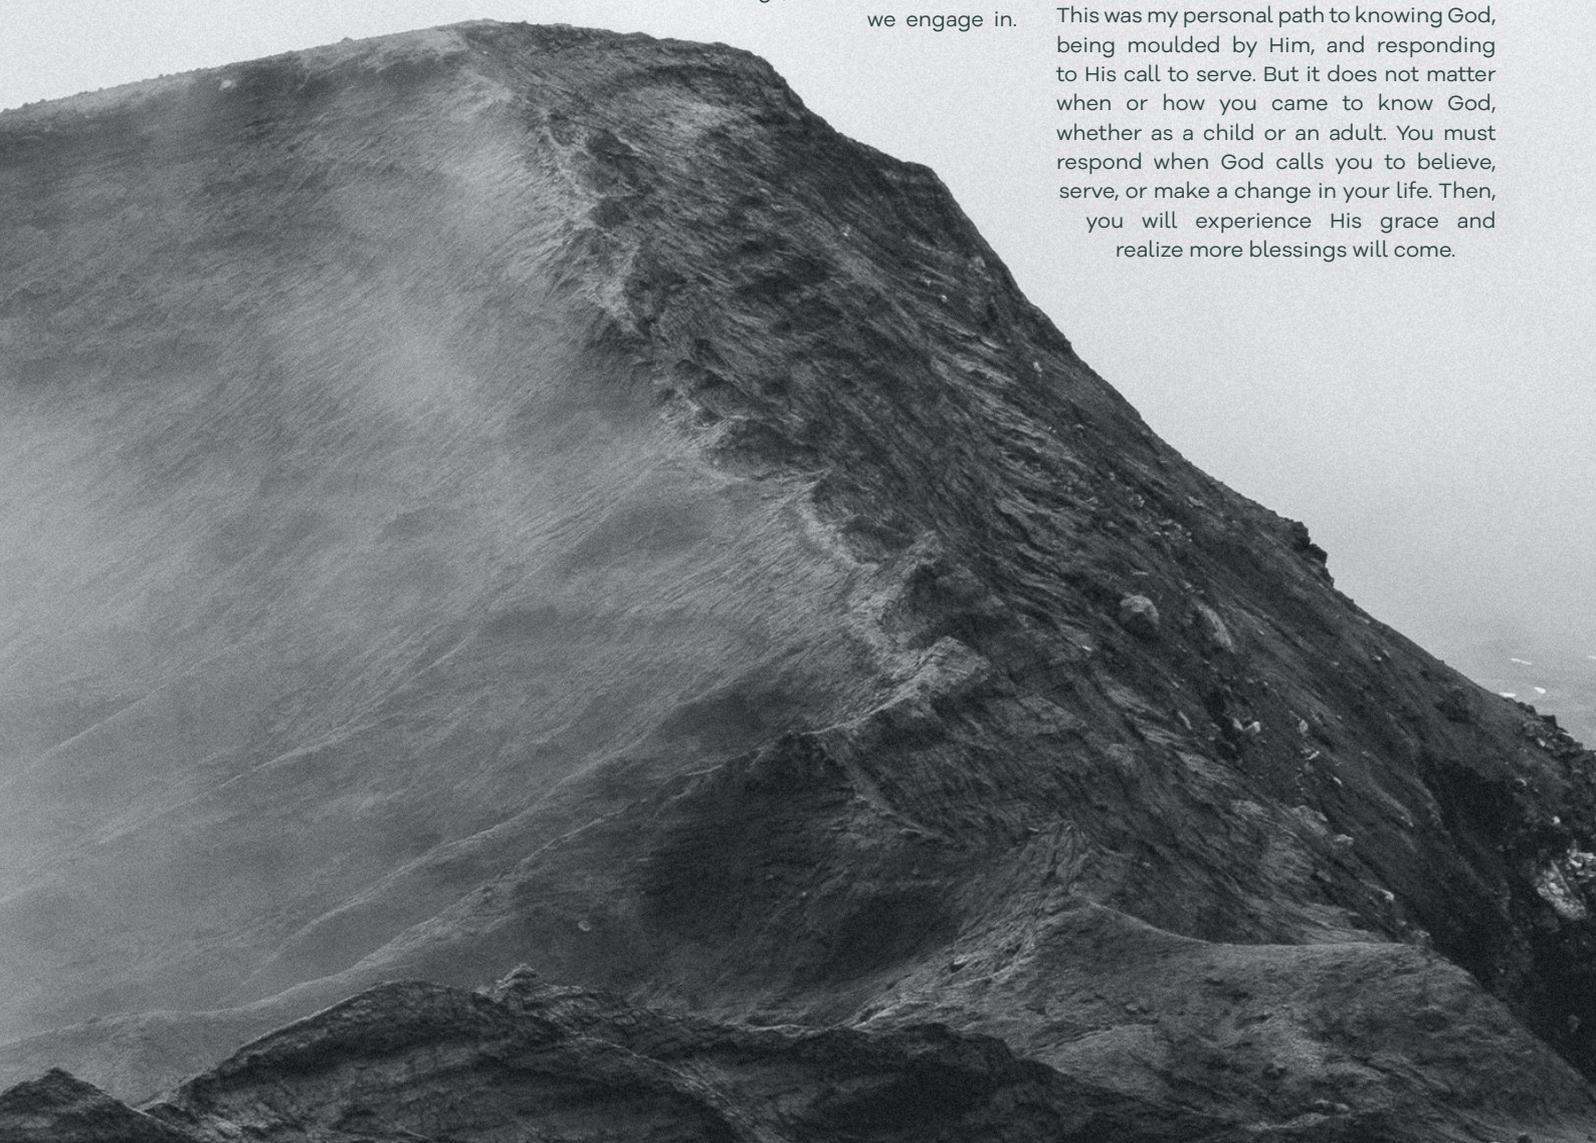 we engage in.
This was my personal path to knowing God,
being moulded by Him, and responding
to His call to serve. But it does not matter
when or how you came to know God,
whether as a child or an adult. You must
respond when God calls you to believe,
serve, or make a change in your life. Then,
you will experience His grace and
realize more blessings will come.